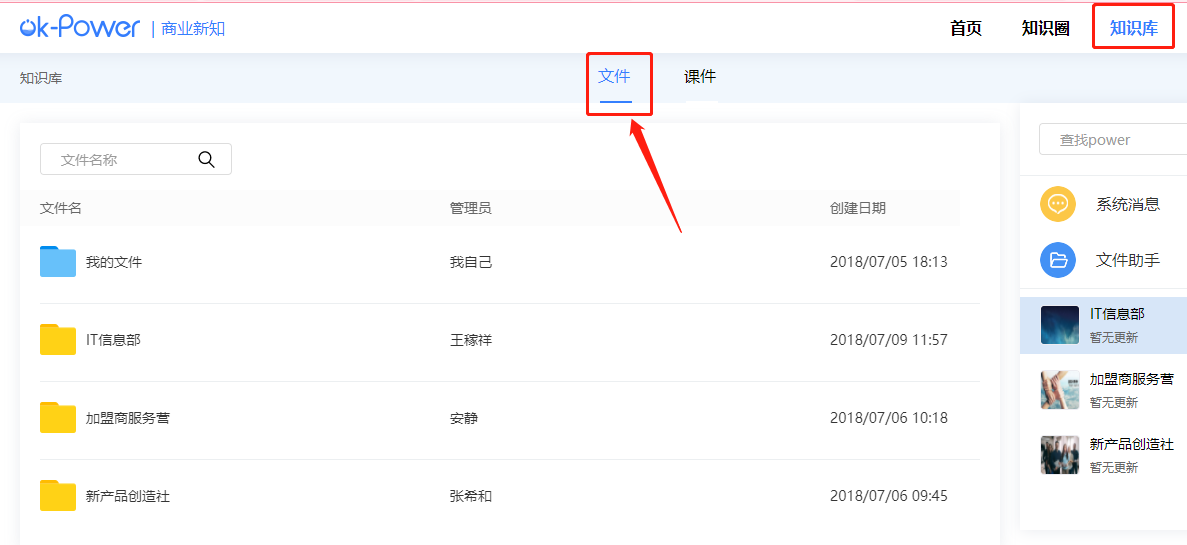 ok-Power | 商业新知 首页 知识圈 知识库
知识库 文件 课件
文件名称
查找power
文件名 管理员 创建日期
系统消息
我的文件 我自己 2018/07/05 18:13
文件助手
IT信息部
暂无更新
IT信息部 王稼祥 2018/07/09 11:57
加盟商服务营
暂无更新
加盟商服务营 安静 2018/07/06 10:18
新产品创造社
暂无更新
新产品创造社 张希和 2018/07/06 09:45